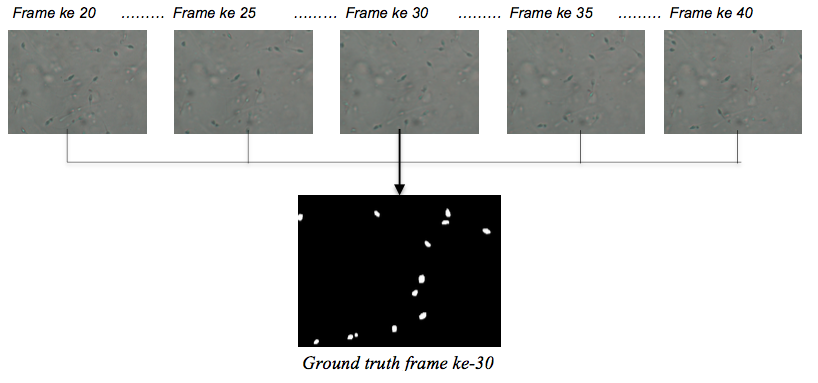 Frame ke 20 ......... Frame ke 25 ......... Frame ke 30 ......... Frame ke 35 ......... Frame ke 40
Ground truth frame ke-30